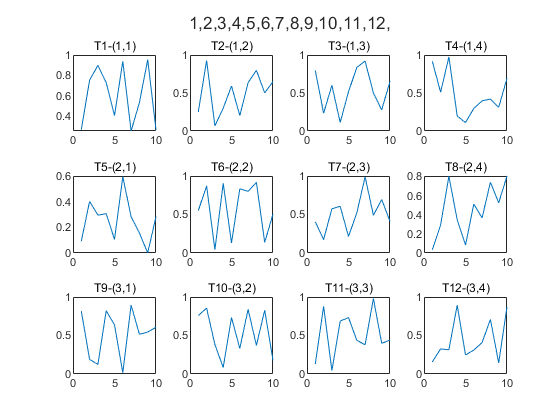 1,2,3,4,5,6,7,8,9,10,11,12,
T1-(1,1) T2-(1,2) T3-(1,3) T4-(1,4)
1 1 1 1
0.8
0.6 0.5 0.5 0.5
0.4
0 0 0
0 5 10 0 5 10 0 5 10 0 5 10
T5-(2,1) T6-(2,2) T7-(2,3) T8-(2,4)
0.6 1 1 0.8
0.6
0.4
0.5 0.5 0.4
0.2
0.2
0 0 0 0
0 5 10 0 5 10 0 5 10 0 5 10
T9-(3,1) T10-(3,2) T11-(3,3) T12-(3,4)
1 1 1 1
0.5 0.5 0.5 0.5
0 0 0 0
0 5 10 0 5 10 0 5 10 0 5 10